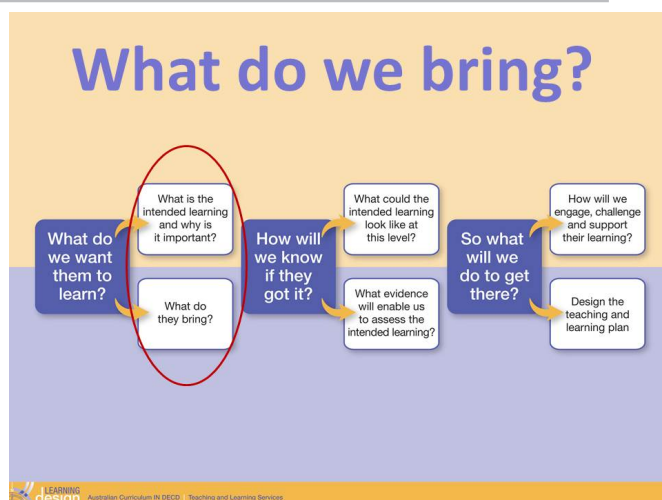 What do we bring?
What do
we want
them to
learn?
What is the
intended learning
and why is
it important?
What do
they bring?
How will
we know
if they
got it?
What could the
intended learning
look like at
this level?
What evidence
will enable us
to assess the
intended learning?
So what
will we
do to get
there?
How will we
engage, challenge
and support
their learning?
Design the
teaching and
learning plan
LEARNING
design
Australian Curriculum IN DECD | Teaching and Learning Services